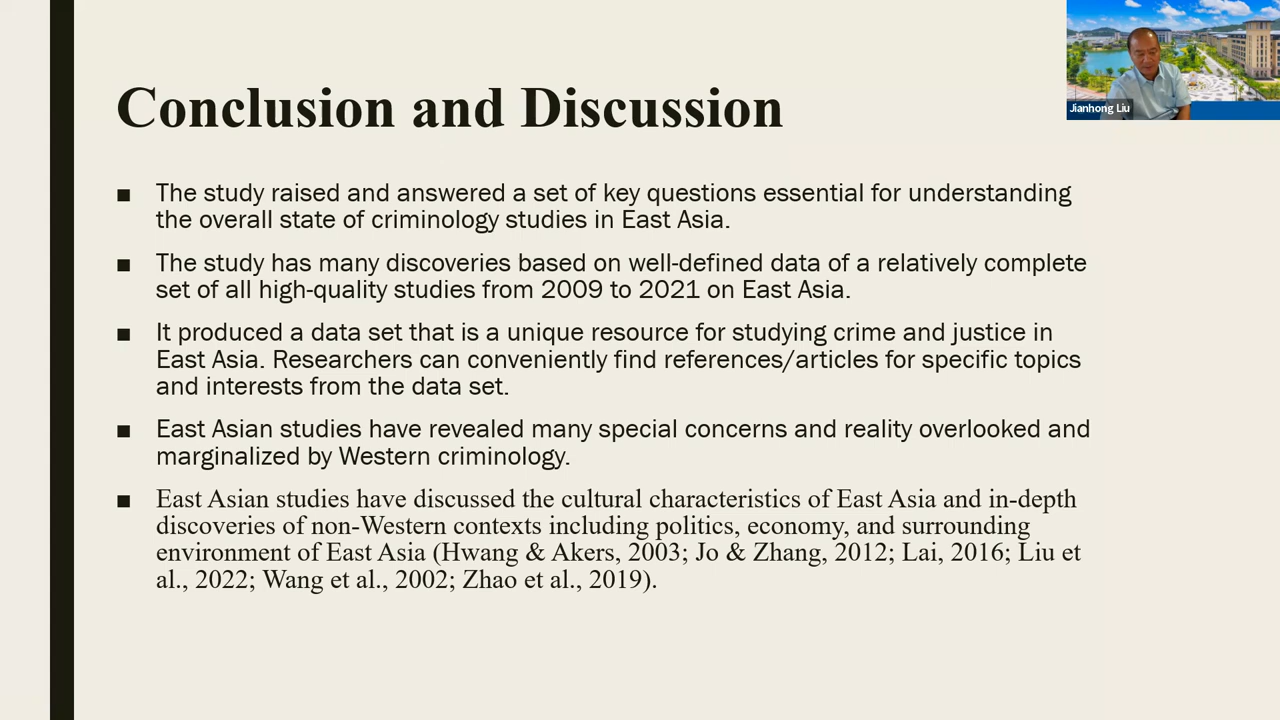 Conclusion and Discussion
Jianhong Liu
■ The study raised and answered a set of key questions essential for understanding
the overall state of criminology studies in East Asia.
■ The study has many discoveries based on well-defined data of a relatively complete
set of all high-quality studies from 2009 to 2021 on East Asia.
■ It produced a data set that is a unique resource for studying crime and justice in
East Asia. Researchers can conveniently find references/articles for specific topics
and interests from the data set.
■ East Asian studies have revealed many special concerns and reality overlooked and
marginalized by Western criminology.
■ East Asian studies have discussed the cultural characteristics of East Asia and in-depth
discoveries of non-Western contexts including politics, economy, and surrounding
environment of East Asia (Hwang & Akers, 2003; Jo & Zhang, 2012; Lai, 2016; Liu et
al., 2022; Wang et al., 2002; Zhao et al., 2019).